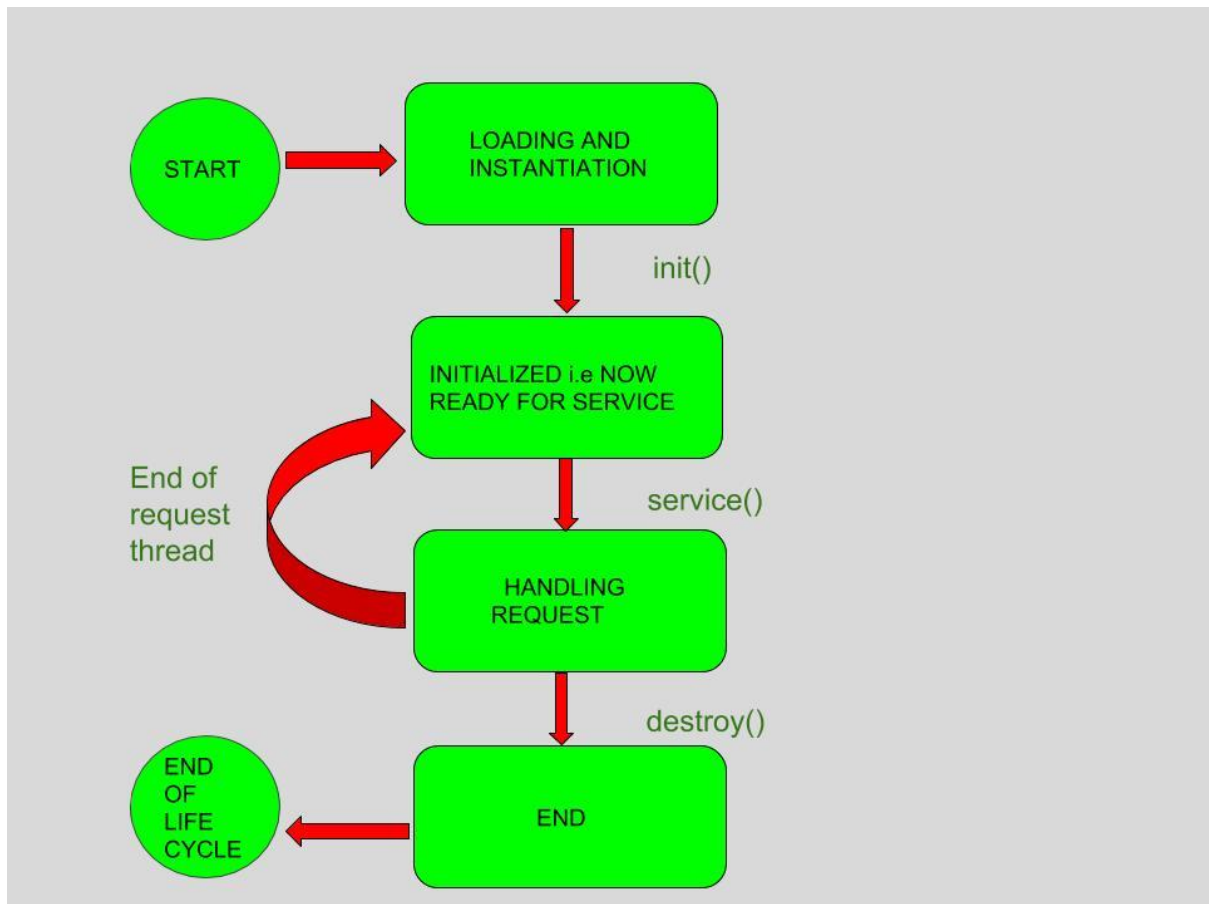 START
LOADING AND
INSTANTIATION
init()
INITIALIZED i.e NOW
READY FOR SERVICE
End of
request
thread
service()
HANDLING
REQUEST
destroy()
END
END
OF
LIFE
CYCLE